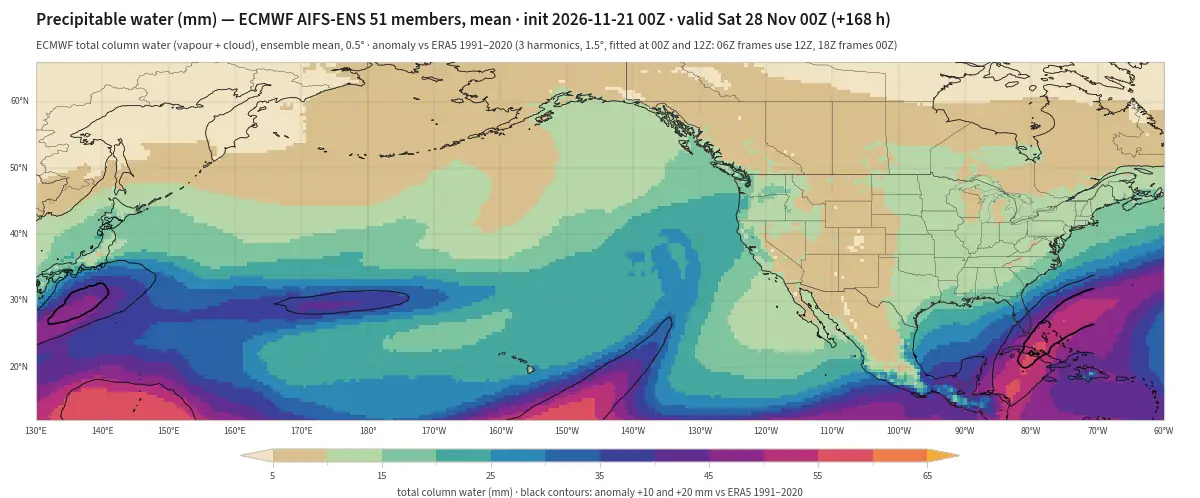 Precipitable water (mm) — ECMWF AIFS-ENS 51 members, mean · init 2026-11-21 00Z · valid Sat 28 Nov 00Z (+168 h)
ECMWF total column water (vapour + cloud), ensemble mean, 0.5° · anomaly vs ERA5 1991–2020 (3 harmonics, 1.5°, fitted at 00Z and 12Z: 06Z frames use 12Z, 18Z frames 00Z)
60°N
50°N
40°N
30°N
20°N
130°E 140°E 150°E 160°E 170°E 180° 170°W 160°W 150°W 140°W 130°W 120°W 110°W 100°W 90°W 80°W 70°W 60°W
5 15 25 35 45 55 65
total column water (mm) · black contours: anomaly +10 and +20 mm vs ERA5 1991–2020